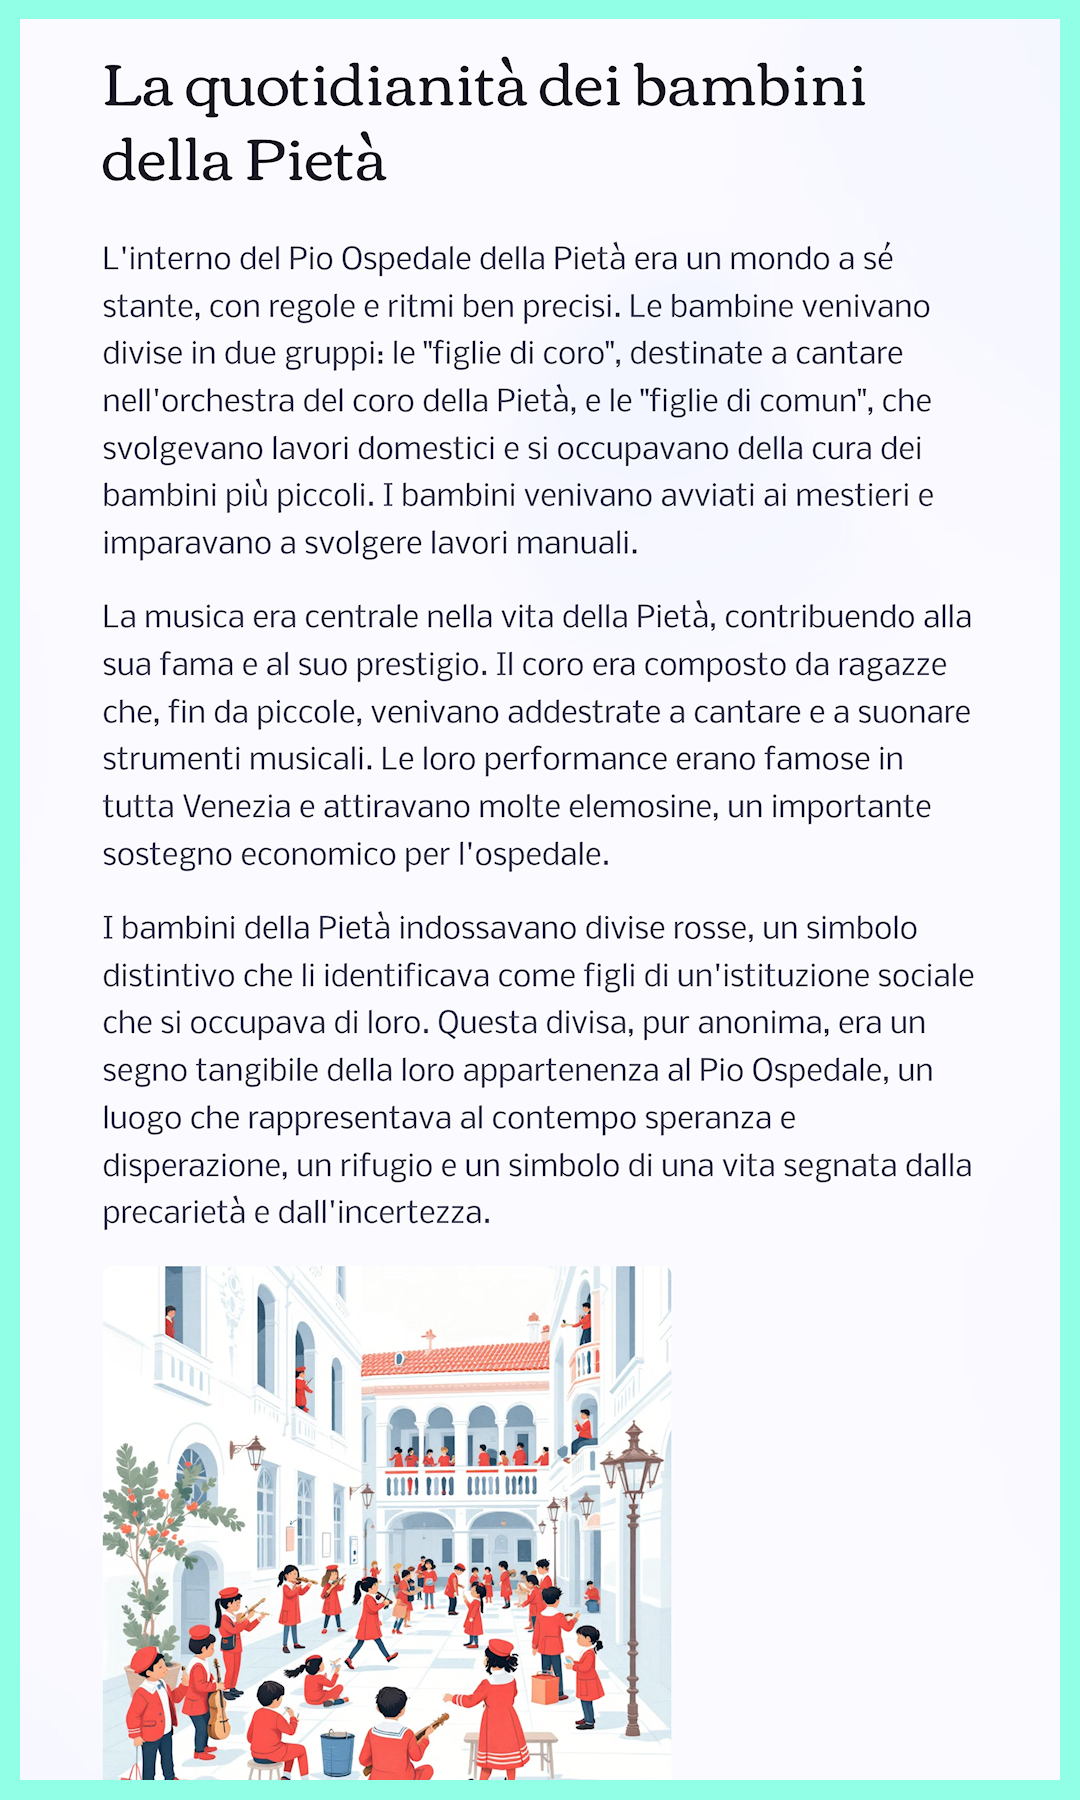 La quotidianità dei bambini
della Pietà
L'interno del Pio Ospedale della Pietà era un mondo a sé
stante, con regole e ritmi ben precisi. Le bambine venivano
divise in due gruppi: le "figlie di coro", destinate a cantare
nell'orchestra del coro della Pietà, e le "figlie di comun", che
svolgevano lavori domestici e si occupavano della cura dei
bambini più piccoli. I bambini venivano avviati ai mestieri e
imparavano a svolgere lavori manuali.
La musica era centrale nella vita della Pietà, contribuendo alla
sua fama e al suo prestigio. Il coro era composto da ragazze
che, fin da piccole, venivano addestrate a cantare e a suonare
strumenti musicali. Le loro performance erano famose in
tutta Venezia e attiravano molte elemosine, un importante
sostegno economico per l'ospedale.
I bambini della Pietà indossavano divise rosse, un simbolo
distintivo che li identificava come figli di un'istituzione sociale
che si occupava di loro. Questa divisa, pur anonima, era un
segno tangibile della loro appartenenza al Pio Ospedale, un
luogo che rappresentava al contempo speranza e
disperazione, un rifugio e un simbolo di una vita segnata dalla
precarietà e dall'incertezza.